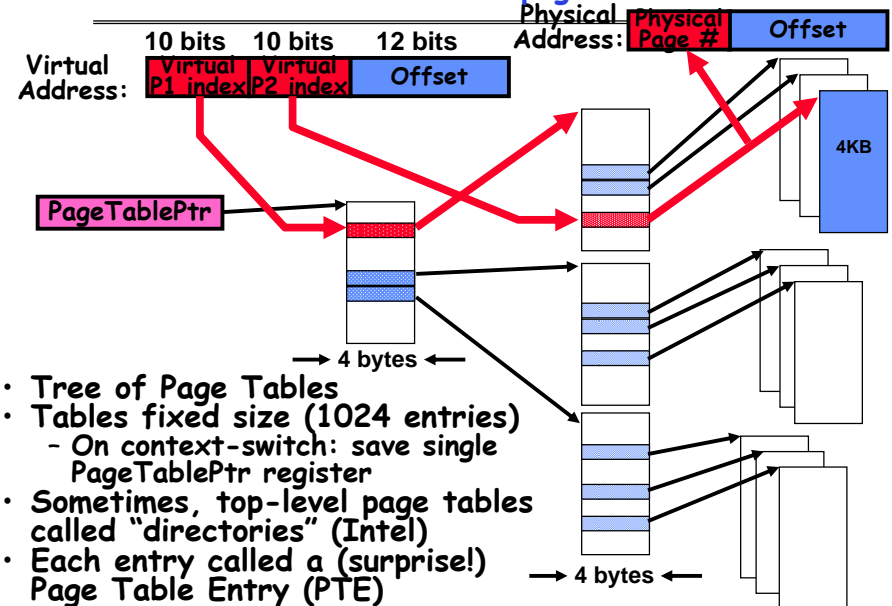 Physical Address:
Physical Page #
Offset
10 bits
10 bits
12 bits
Virtual Address:
Virtual P1 index
Virtual P2 index
Offset
4KB
PageTablePtr
4 bytes
• Tree of Page Tables
• Tables fixed size (1024 entries)
– On context-switch: save single
PageTablePtr register
• Sometimes, top-level page tables
called “directories” (Intel)
• Each entry called a (surprise!)
Page Table Entry (PTE)
4 bytes